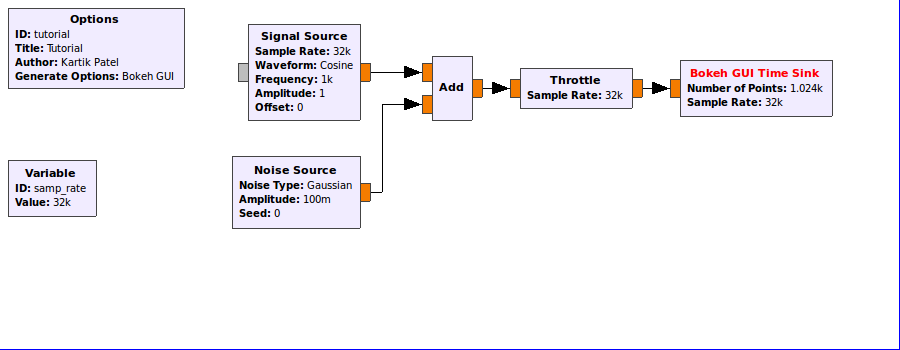 Options
ID: tutorial
Title: Tutorial
Author: Kartik Patel
Generate Options: Bokeh GUI
Signal Source
Sample Rate: 32k
Waveform: Cosine
Frequency: 1k
Amplitude: 1
Offset: 0
Add
Throttle
Sample Rate: 32k
Bokeh GUI Time Sink
Number of Points: 1.024k
Sample Rate: 32k
Variable
ID: samp_rate
Value: 32k
Noise Source
Noise Type: Gaussian
Amplitude: 100m
Seed: 0